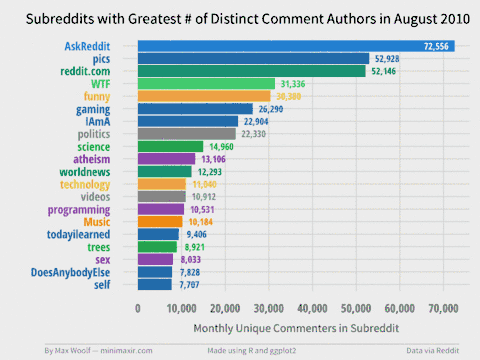 Subreddits with Greatest # of Distinct Comment Authors in August 2010
AskReddit 72,556
pics 52,928
reddit.com 52,146
WTF 31,336
funny 30,380
gaming 26,290
IAmA 22,904
politics 22,330
science 14,960
atheism 13,106
worldnews 12,293
technology 11,040
videos 10,912
programming 10,531
Music 10,184
todayilearned 9,406
trees 8,921
sex 8,033
DoesAnybodyElse 7,828
self 7,707
0 10,000 20,000 30,000 40,000 50,000 60,000 70,000
Monthly Unique Commenters in Subreddit
By Max Woolf — minimaxir.com Made using R and ggplot2 Data via Reddit